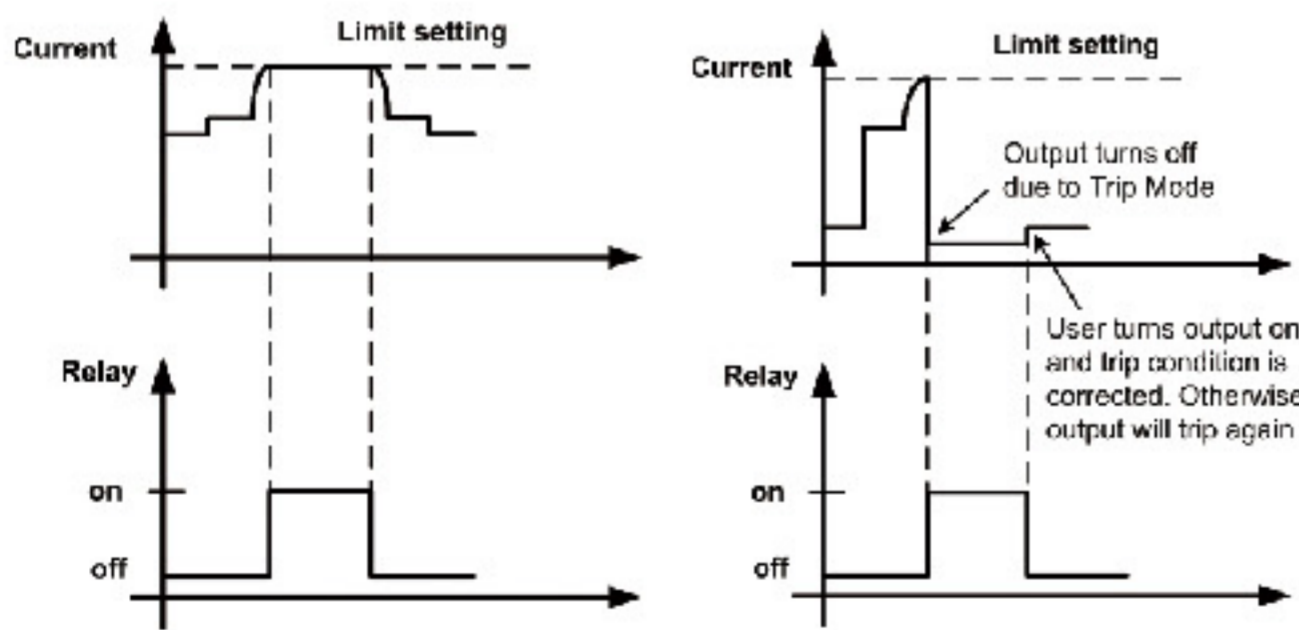 Limit setting
Current
Relay
on
off
Limit setting
Current
Output turns off
due to Trip Mode
User turns output on
and trip condition is
corrected. Otherwise
output will trip again
Relay
on
off